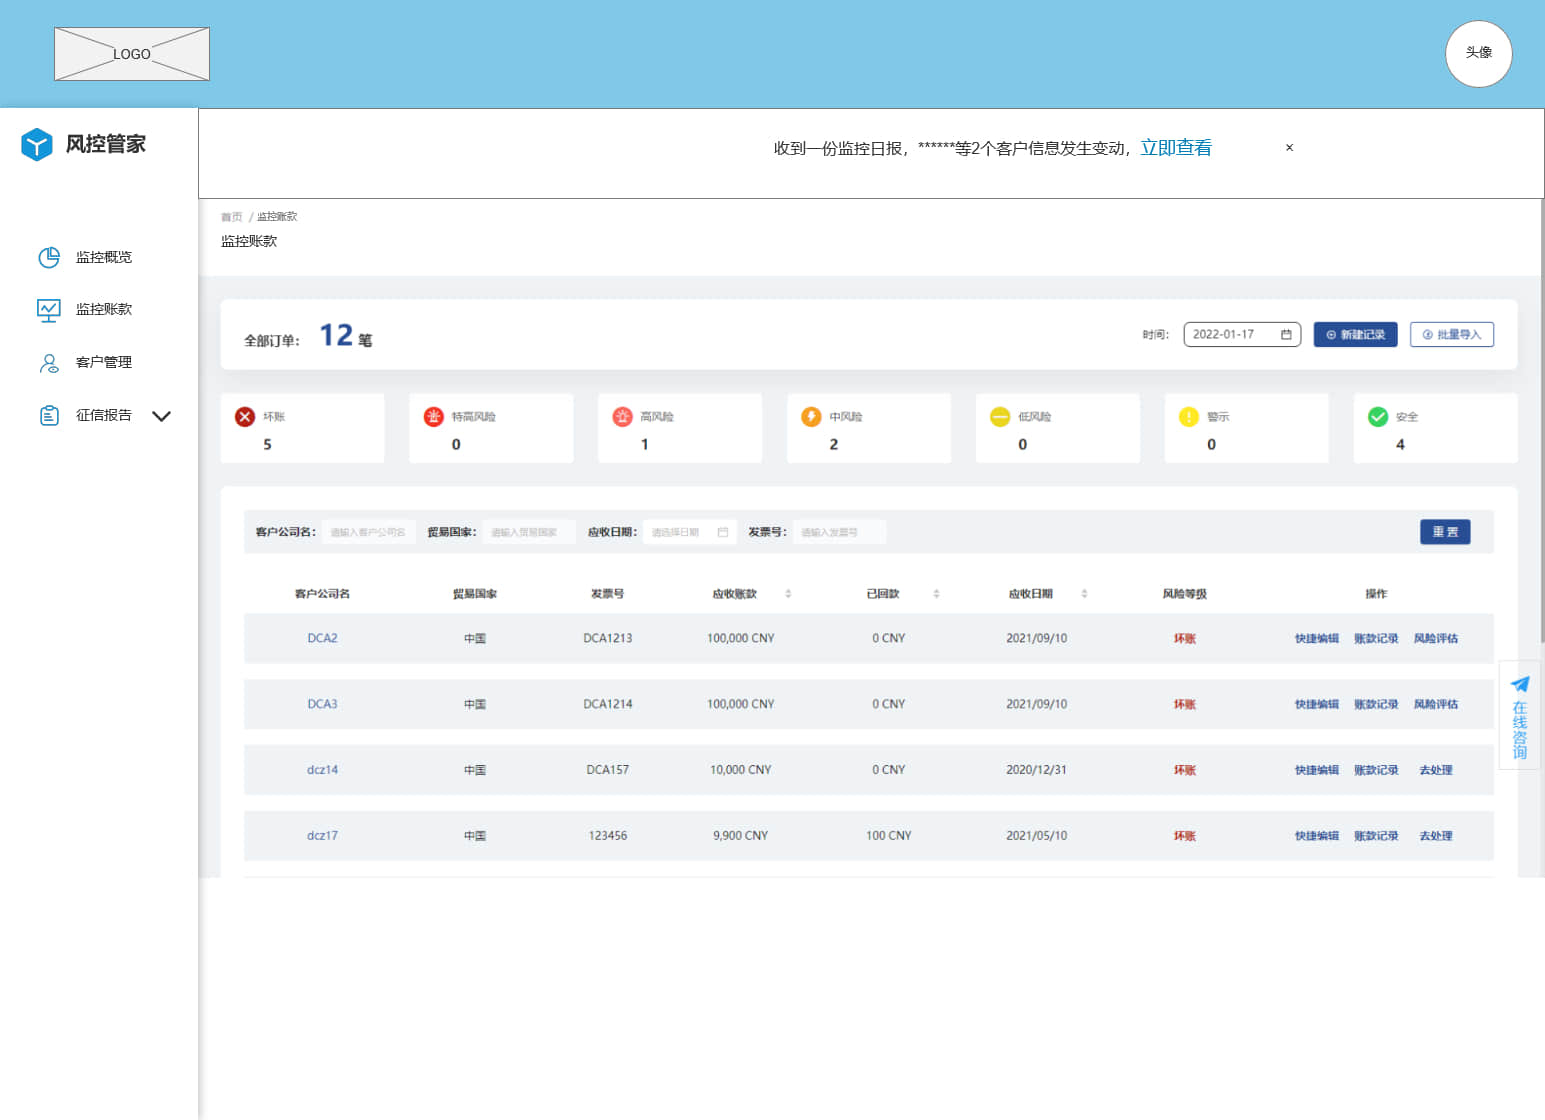 LOGO
头像
风控管家
收到一份监控日报，******等2个客户信息发生变动，立即查看 ×
监控概览
监控账款
客户管理
征信报告
首页 / 监控账款
监控账款
全部订单： 12 笔
时间： 2022-01-17 新建记录 批量导入
坏账 特高风险 高风险 中风险 低风险 警示 安全
5 0 1 2 0 0 4
客户公司名： 请输入客户公司名 贸易国家： 请输入贸易国家 应收日期： 请选择日期 发票号： 请输入发票号 重 置
客户公司名 贸易国家 发票号 应收账款 已回款 应收日期 风险等级 操作
DCA2 中国 DCA1213 100,000 CNY 0 CNY 2021/09/10 坏账 快捷编辑 账款记录 风险评估
DCA3 中国 DCA1214 100,000 CNY 0 CNY 2021/09/10 坏账 快捷编辑 账款记录 风险评估
dcz14 中国 DCA157 10,000 CNY 0 CNY 2020/12/31 坏账 快捷编辑 账款记录 去处理
dcz17 中国 123456 9,900 CNY 100 CNY 2021/05/10 坏账 快捷编辑 账款记录 去处理
在线咨询